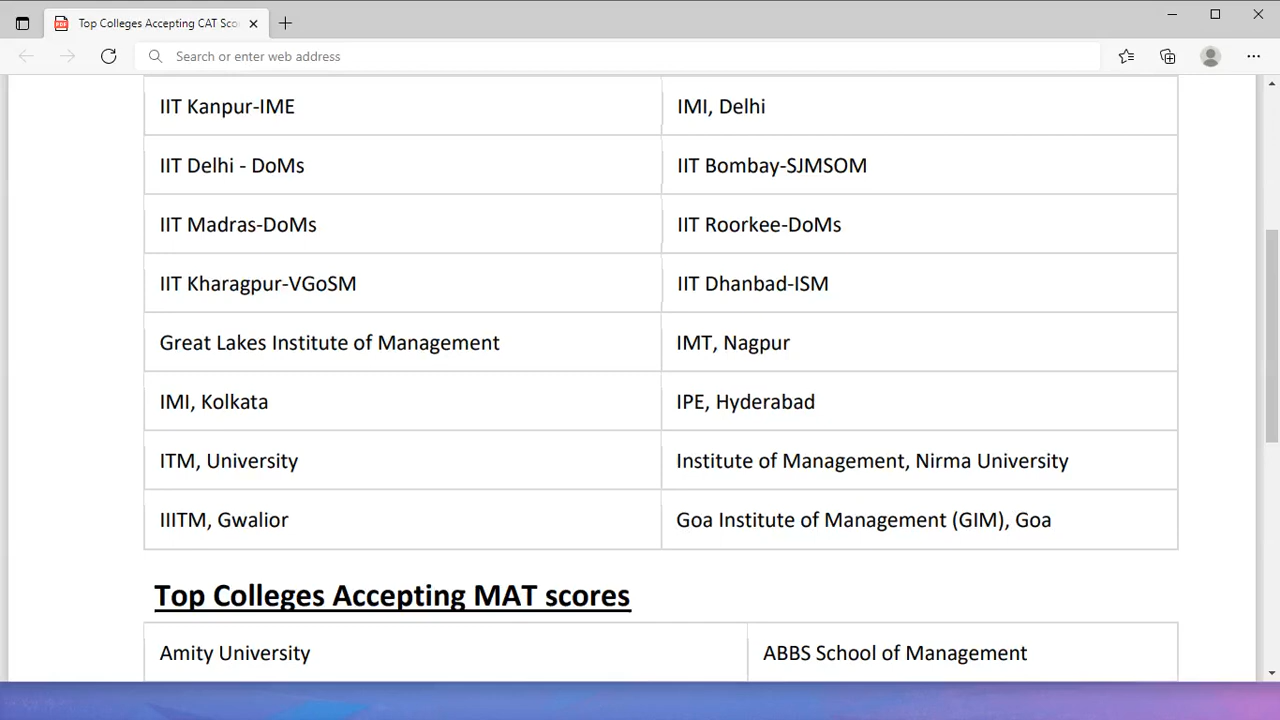 Top Colleges Accepting CAT Sco
Search or enter web address
IIT Kanpur-IME
IMI, Delhi
IIT Delhi - DoMs
IIT Bombay-SJMSOM
IIT Madras-DoMs
IIT Roorkee-DoMs
IIT Kharagpur-VGoSM
IIT Dhanbad-ISM
Great Lakes Institute of Management
IMT, Nagpur
IMI, Kolkata
IPE, Hyderabad
ITM, University
Institute of Management, Nirma University
IIITM, Gwalior
Goa Institute of Management (GIM), Goa
Top Colleges Accepting MAT scores
Amity University
ABBS School of Management